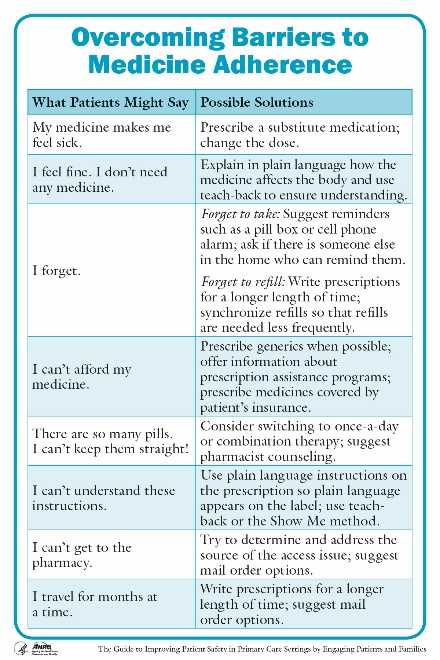 Overcoming Barriers to
Medicine Adherence
What Patients Might Say
Possible Solutions
My medicine makes me
feel sick.
Prescribe a substitute medication;
change the dose.
I feel fine. I don't need
any medicine.
Explain in plain language how the
medicine affects the body and use
teach-back to ensure understanding.
I forget.
Forget to take: Suggest reminders
such as a pill box or cell phone
alarm; ask if there is someone else
in the home who can remind them.
Forget to refill: Write prescriptions
for a longer length of time;
synchronize refills so that refills
are needed less frequently.
I can't afford my
medicine.
Prescribe generics when possible;
offer information about
prescription assistance programs;
prescribe medicines covered by
patient's insurance.
There are so many pills.
I can't keep them straight!
Consider switching to once-a-day
or combination therapy; suggest
pharmacist counseling.
I can't understand these
instructions.
Use plain language instructions on
the prescription so plain language
appears on the label; use teach-
back or the Show Me method.
I can't get to the
pharmacy.
Try to determine and address the
source of the access issue; suggest
mail order options.
I travel for months at
a time.
Write prescriptions for a longer
length of time; suggest mail
order options.
AHRQ
The Guide to Improving Patient Safety in Primary Care Settings by Engaging Patients and Families